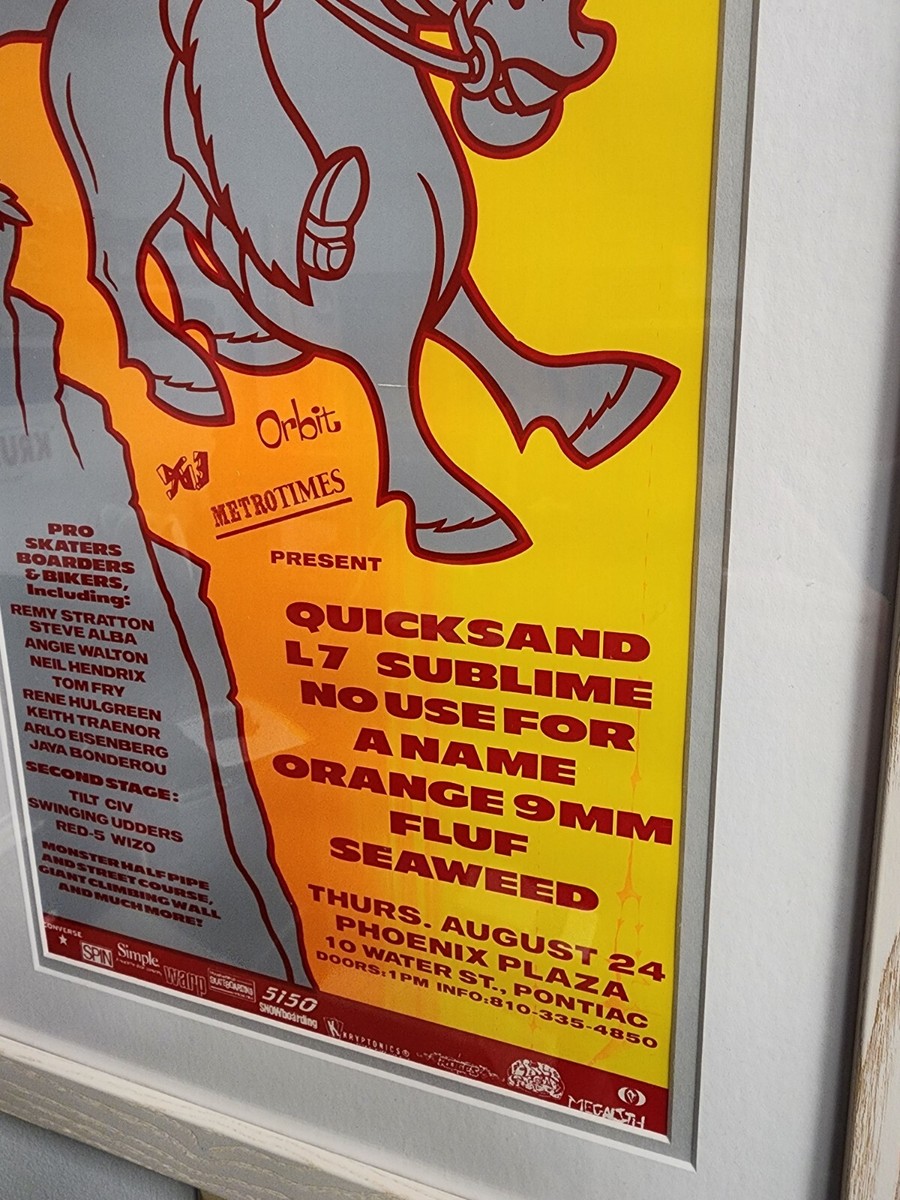 Orbit
METROTIMES
PRESENT
QUICKSAND
L7 SUBLIME
NO USE FOR
A NAME
ORANGE 9MM
FLUF
SEAWEED
THURS. AUGUST 24
PHOENIX PLAZA
10 WATER ST., PONTIAC
DOORS:1PM INFO:810-335-4850
PRO
SKATERS
BOARDERS
& BIKERS,
Including:
REMY STRATTON
STEVE ALBA
ANGIE WALTON
NEIL HENDRIX
TOM FRY
RENE HULGREEN
KEITH TRAENOR
ARLO EISENBERG
JAYA BONDEROU
SECOND STAGE:
TILT CIV
SWINGING UDDERS
RED-5 WIZO
MONSTER HALF PIPE
AND STREET COURSE,
GIANT CLIMBING WALL
AND MUCH MORE!
CONVERSE
SPIN
Simple
warp
SKATEBOARDING
5150
SNOWboarding
K KRYPTONICS®